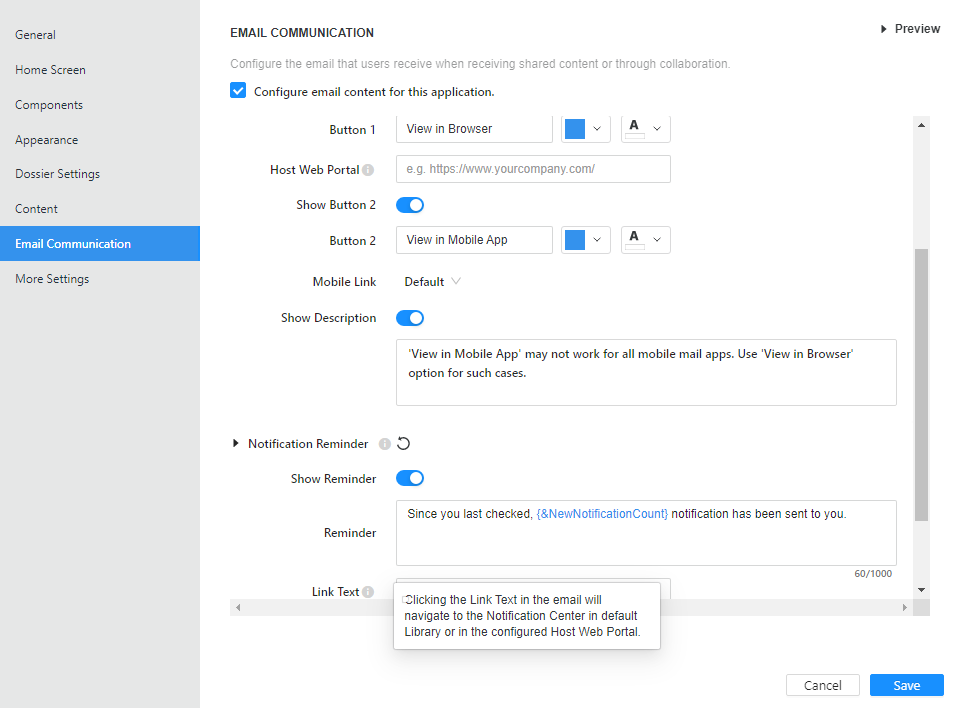 General
Home Screen
Components
Appearance
Dossier Settings
Content
Email Communication
More Settings
EMAIL COMMUNICATION
Preview
Configure the email that users receive when receiving shared content or through collaboration.
Configure email content for this application.
Button 1
View in Browser
A
Host Web Portal
e.g. https://www.yourcompany.com/
Show Button 2
Button 2
View in Mobile App
A
Mobile Link
Default
Show Description
'View in Mobile App' may not work for all mobile mail apps. Use 'View in Browser'
option for such cases.
Notification Reminder
Show Reminder
Reminder
Since you last checked, {&NewNotificationCount} notification has been sent to you.
60/1000
Link Text
Clicking the Link Text in the email will
navigate to the Notification Center in default
Library or in the configured Host Web Portal.
Cancel
Save